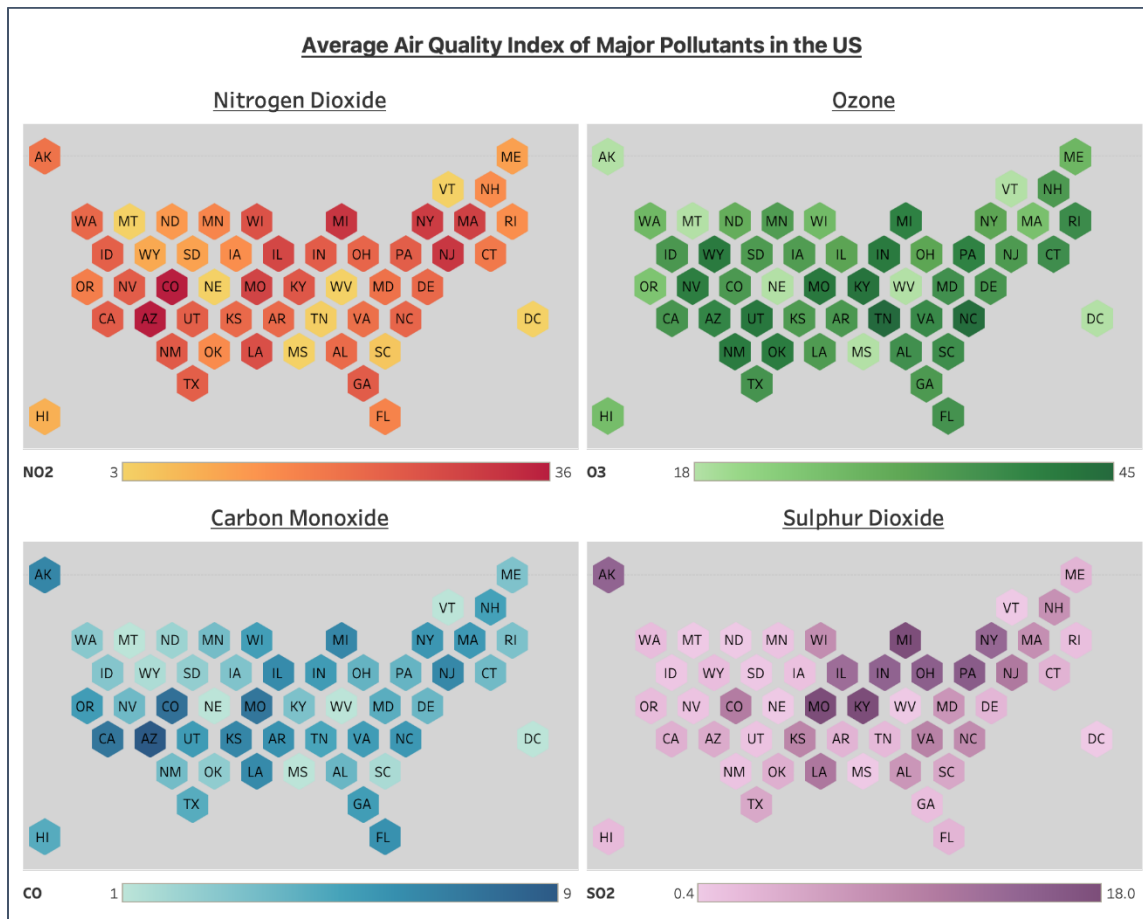 Average Air Quality Index of Major Pollutants in the US
Nitrogen Dioxide
AK ME
VT NH
WA MT ND MN WI MI NY MA RI
ID WY SD IA IL IN OH PA NJ CT
OR NV CO NE MO KY WV MD DE
CA AZ UT KS AR TN VA NC DC
NM OK LA MS AL SC
TX GA
HI FL
NO2 3 36
Ozone
AK ME
VT NH
WA MT ND MN WI MI NY MA RI
ID WY SD IA IL IN OH PA NJ CT
OR NV CO NE MO KY WV MD DE
CA AZ UT KS AR TN VA NC DC
NM OK LA MS AL SC
TX GA
HI FL
O3 18 45
Carbon Monoxide
AK ME
VT NH
WA MT ND MN WI MI NY MA RI
ID WY SD IA IL IN OH PA NJ CT
OR NV CO NE MO KY WV MD DE
CA AZ UT KS AR TN VA NC DC
NM OK LA MS AL SC
TX GA
HI FL
CO 1 9
Sulphur Dioxide
AK ME
VT NH
WA MT ND MN WI MI NY MA RI
ID WY SD IA IL IN OH PA NJ CT
OR NV CO NE MO KY WV MD DE
CA AZ UT KS AR TN VA NC DC
NM OK LA MS AL SC
TX GA
HI FL
SO2 0.4 18.0